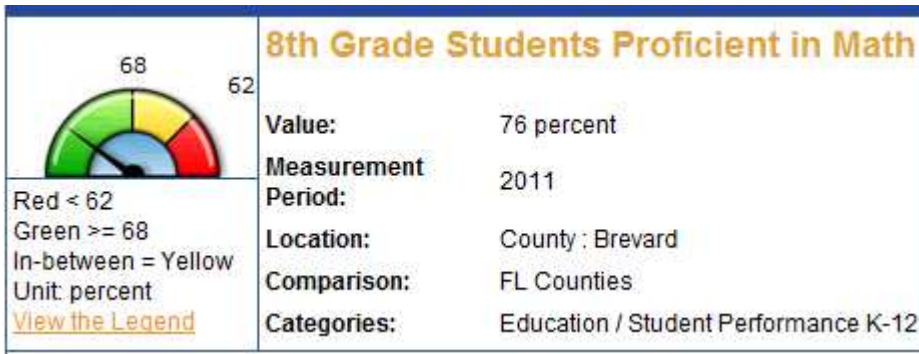 68
62
Red < 62
Green >= 68
In-between = Yellow
Unit: percent
View the Legend
8th Grade Students Proficient in Math
Value: 76 percent
Measurement
Period: 2011
Location: County : Brevard
Comparison: FL Counties
Categories: Education / Student Performance K-12